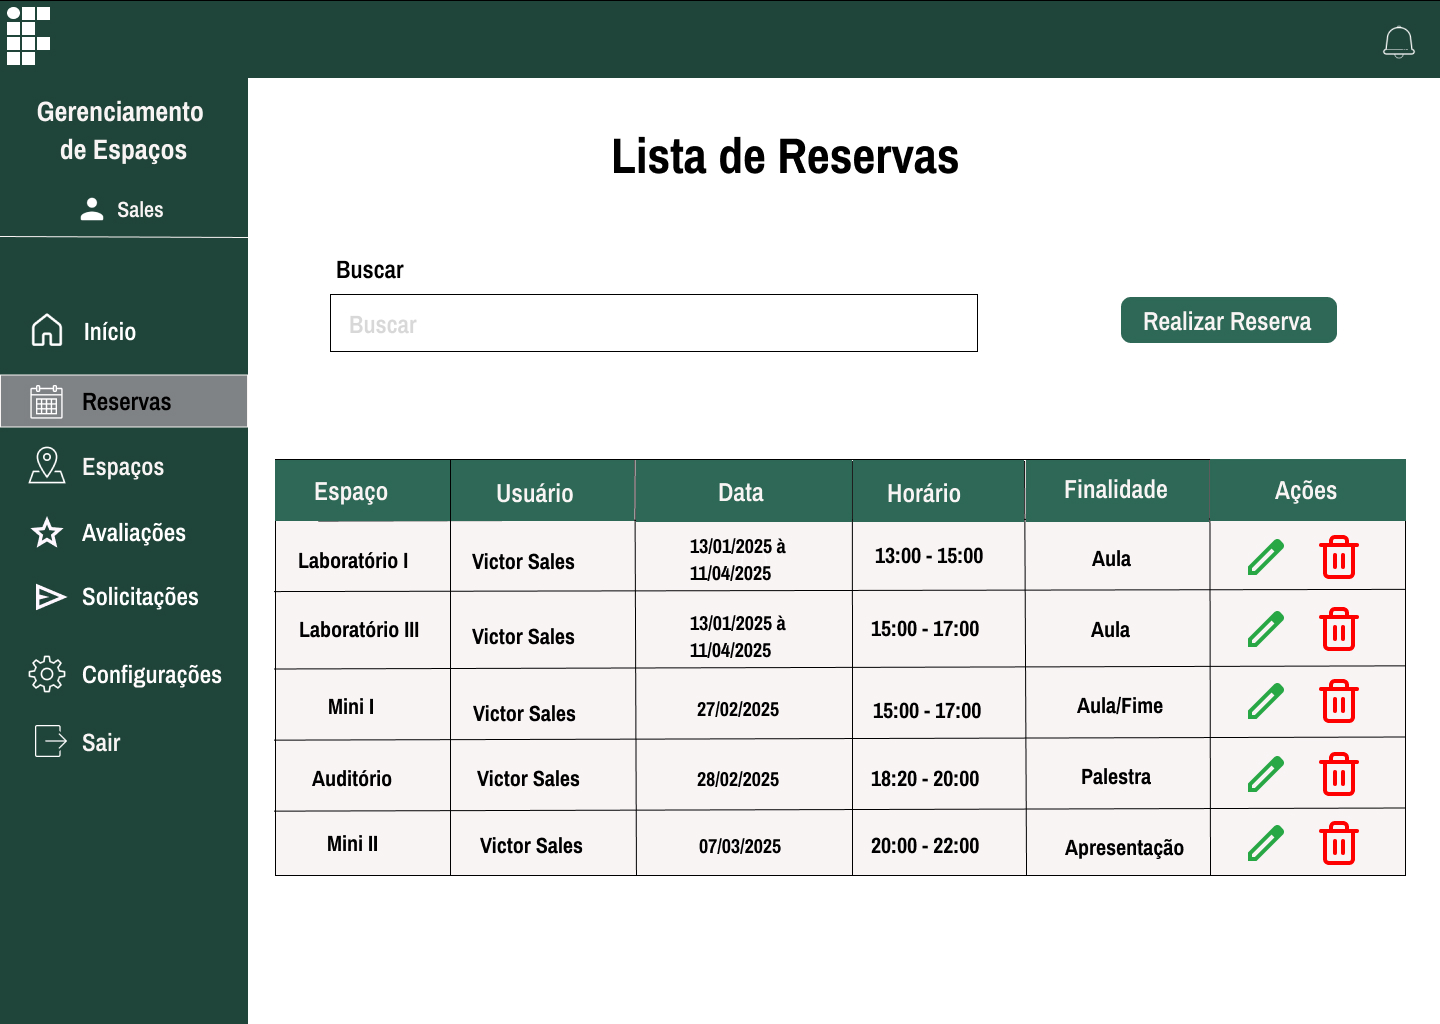 Gerenciamento
de Espaços
Sales
Início
Reservas
Espaços
Avaliações
Solicitações
Configurações
Sair
Lista de Reservas
Buscar
Buscar
Realizar Reserva
Espaço Usuário Data Horário Finalidade Ações
Laboratório I Victor Sales 13/01/2025 à 13:00 - 15:00 Aula
11/04/2025
Laboratório III Victor Sales 13/01/2025 à 15:00 - 17:00 Aula
11/04/2025
Mini I Victor Sales 27/02/2025 15:00 - 17:00 Aula/Fime
Auditório Victor Sales 28/02/2025 18:20 - 20:00 Palestra
Mini II Victor Sales 07/03/2025 20:00 - 22:00 Apresentação